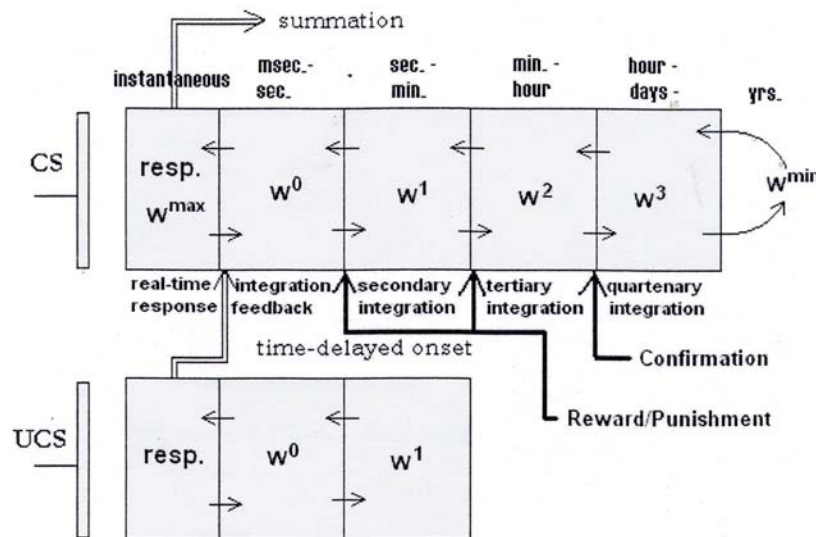 summation
instantaneous
msec.-
sec.
sec. -
min.
min. -
hour
hour -
days -
yrs.
CS
resp.
w^max
w^0
w^1
w^2
w^3
w^min
real-time
response
integration
feedback
secondary
integration
tertiary
integration
quartenary
integration
time-delayed onset
Confirmation
Reward/Punishment
UCS
resp.
w^0
w^1